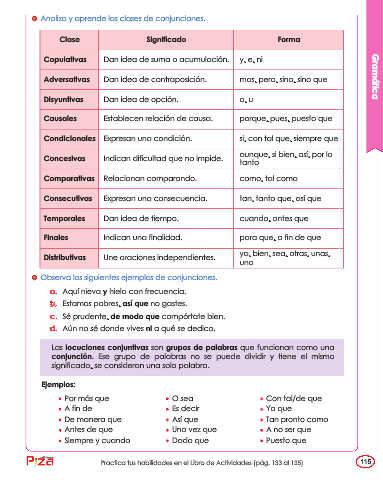 Analiza y aprende las clases de conjunciones.
Clase Significado Forma
Copulativas Dan idea de suma o acumulación. y, e, ni
Adversativas Dan idea de contraposición. mas, pero, sino, sino que
Disyuntivas Dan idea de opción. o, u
Causales Establecen relación de causa. porque, pues, puesto que
Condicionales Expresan una condición. si, con tal que, siempre que
Concesivas Indican dificultad que no impide. aunque, si bien, así, por lo
tanto
Comparativas Relacionan comparando. como, tal como
Consecutivas Expresan una consecuencia. tan, tanto que, así que
Temporales Dan idea de tiempo. cuando, antes que
Finales Indican una finalidad. para que, a fin de que
Distributivas Une oraciones independientes. ya, bien, sea, otras, unas,
una
Gramática
Observa los siguientes ejemplos de conjunciones.
a. Aquí nieva y hiela con frecuencia.
b. Estamos pobres, así que no gastes.
c. Sé prudente, de modo que compórtate bien.
d. Aún no sé donde vives ni a qué se dedica.
Las locuciones conjuntivas son grupos de palabras que funcionan como una
conjunción. Ese grupo de palabras no se puede dividir y tiene el mismo
significado, se consideran una sola palabra.
Ejemplos:
• Por más que • O sea • Con tal/de que
• A fin de • Es decir • Ya que
• De manera que • Así que • Tan pronto como
• Antes de que • Una vez que • A no ser que
• Siempre y cuando • Dado que • Puesto que
Practica tus habilidades en el Libro de Actividades (pág. 133 al 135)
115